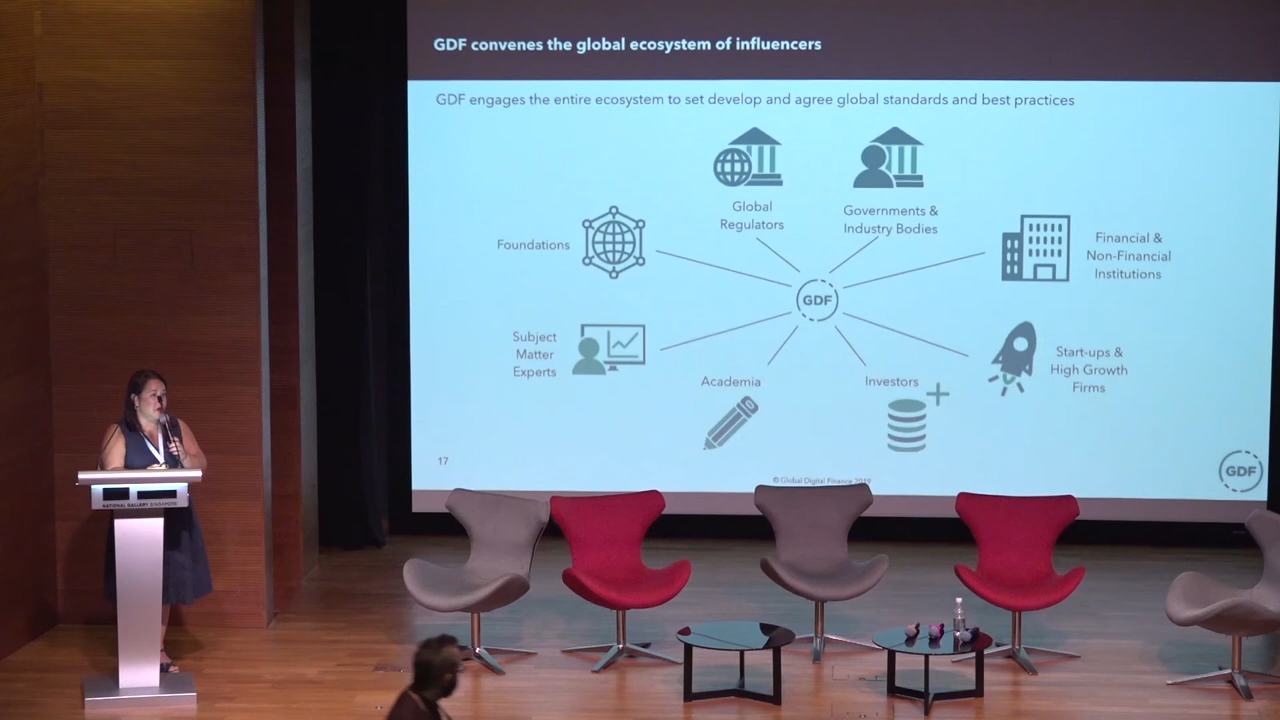 GDF convenes the global ecosystem of influencers
GDF engages the entire ecosystem to set develop and agree global standards and best practices
Global
Regulators
Governments &
Industry Bodies
Foundations
Financial &
Non-Financial
Institutions
GDF
Subject
Matter
Experts
Start-ups &
High Growth
Firms
Academia
Investors
17
GDF
© Global Digital Finance 2019
NATIONAL GALLERY SINGAPORE